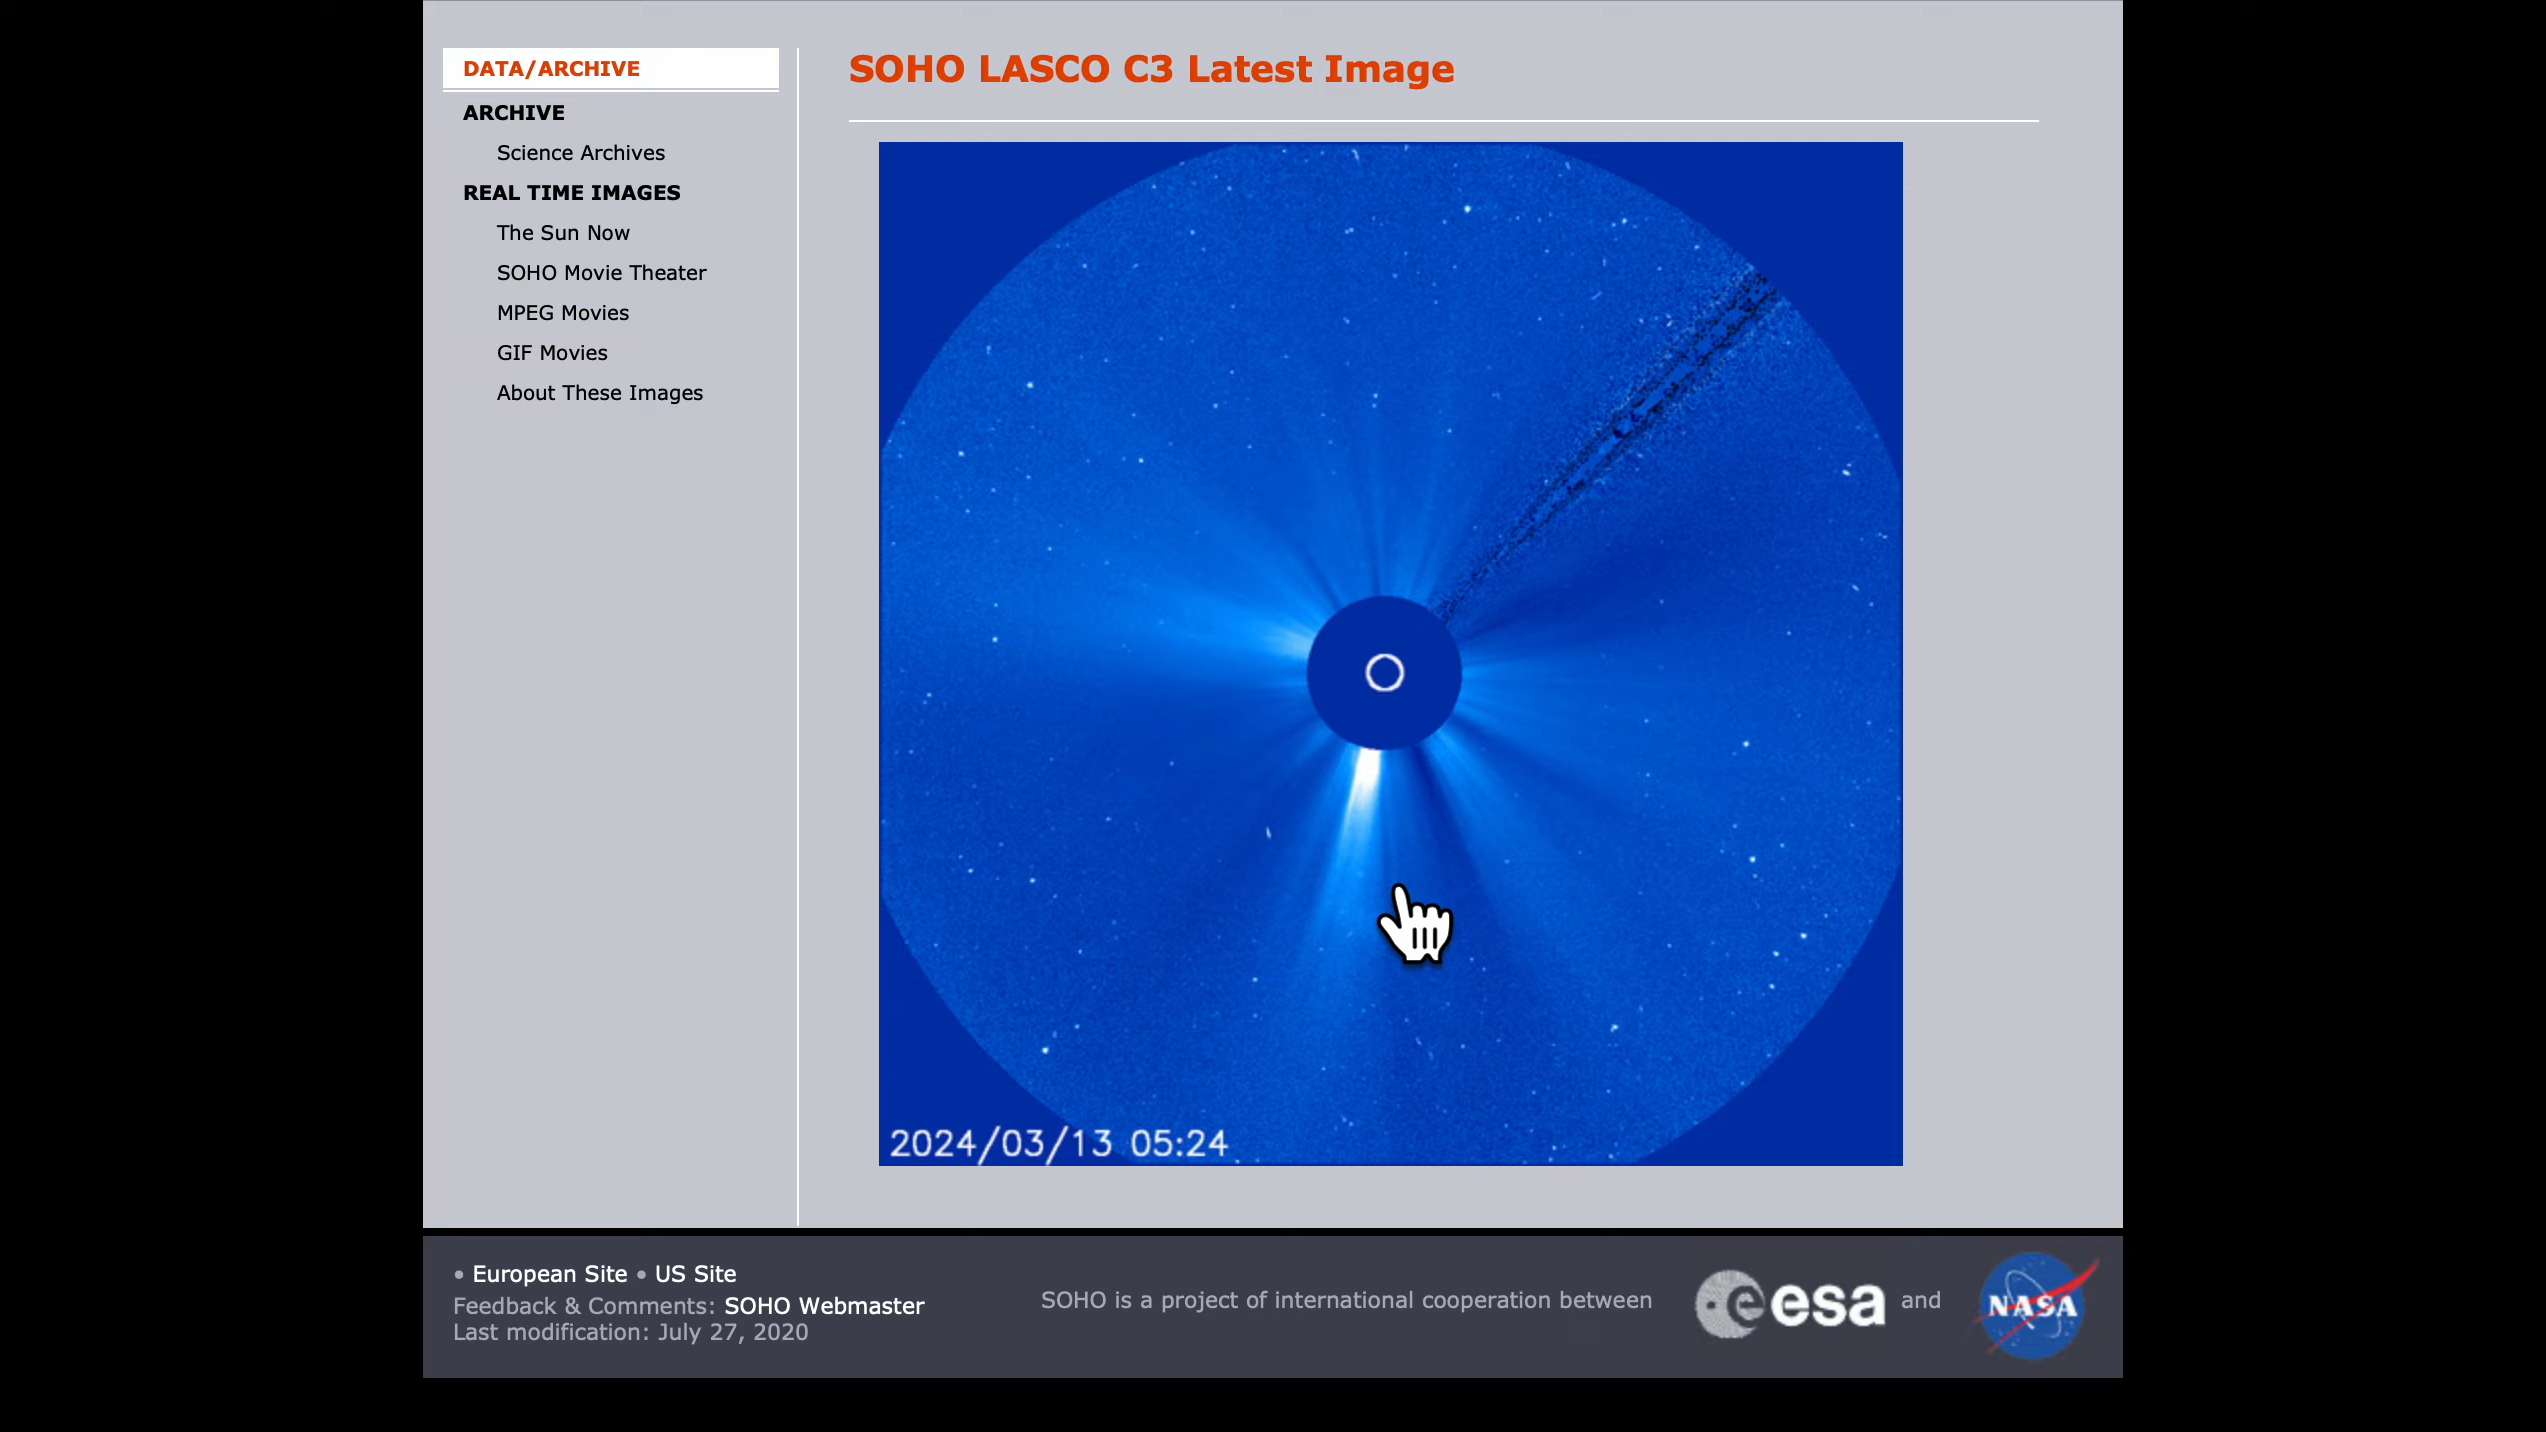 DATA/ARCHIVE
ARCHIVE
Science Archives
REAL TIME IMAGES
The Sun Now
SOHO Movie Theater
MPEG Movies
GIF Movies
About These Images
SOHO LASCO C3 Latest Image
2024/03/13 05:24
• European Site • US Site
Feedback & Comments: SOHO Webmaster
Last modification: July 27, 2020
SOHO is a project of international cooperation between esa and NASA